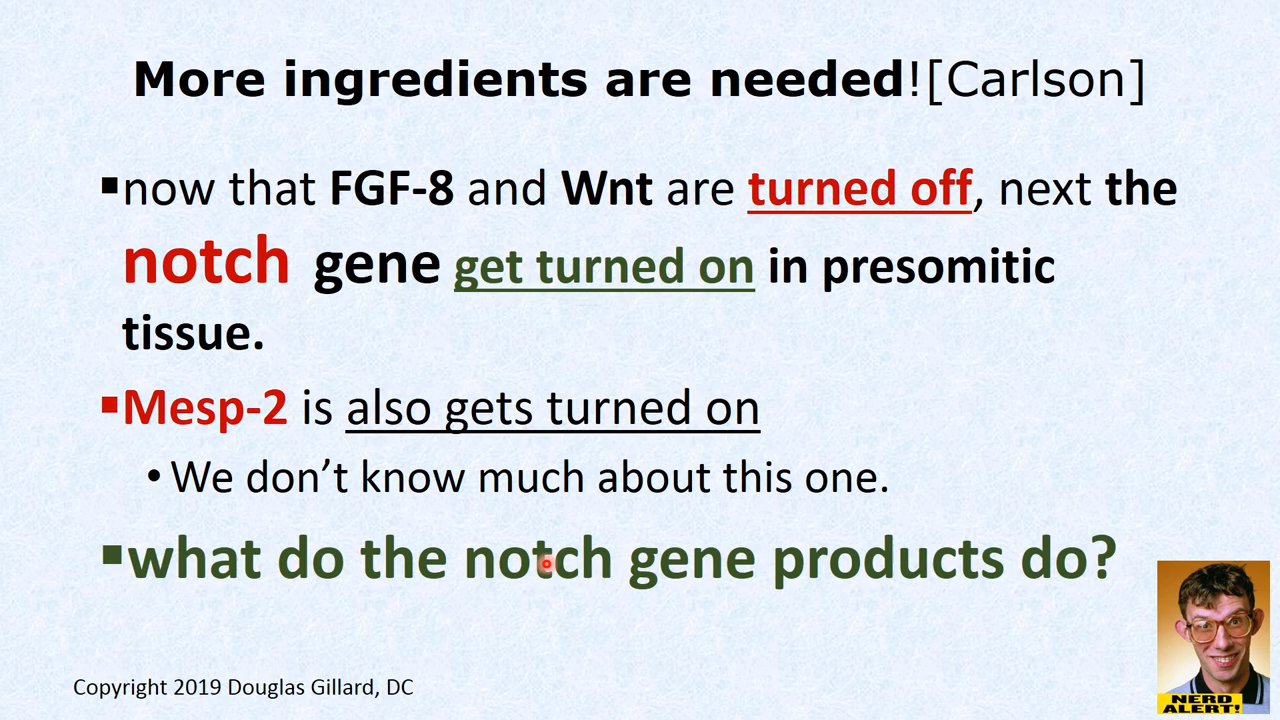 More ingredients are needed![Carlson]
▪now that FGF-8 and Wnt are turned off, next the
notch gene get turned on in presomitic
tissue.
▪Mesp-2 is also gets turned on
• We don’t know much about this one.
▪what do the notch gene products do?
Copyright 2019 Douglas Gillard, DC
NERD
ALERT!